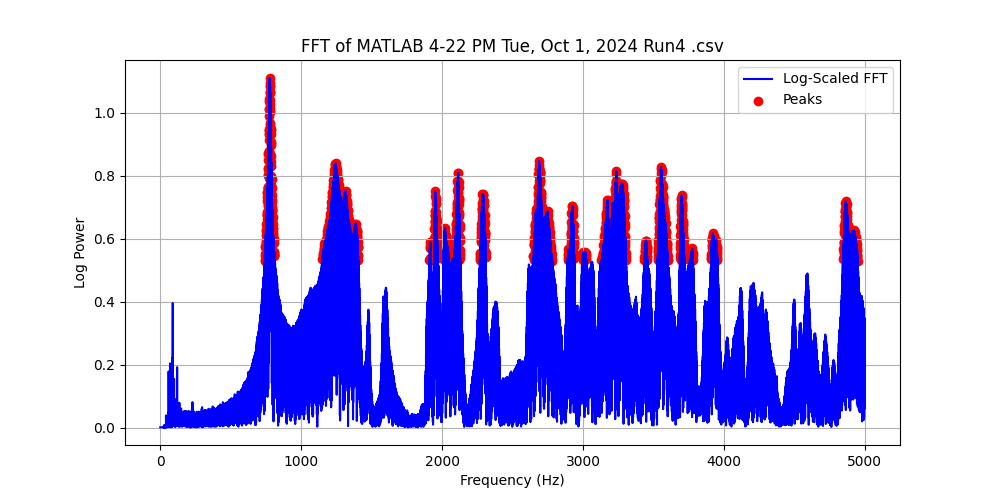 FFT of MATLAB 4-22 PM Tue, Oct 1, 2024 Run4 .csv
Log-Scaled FFT
Peaks
Log Power
1.0
0.8
0.6
0.4
0.2
0.0
0 1000 2000 3000 4000 5000
Frequency (Hz)